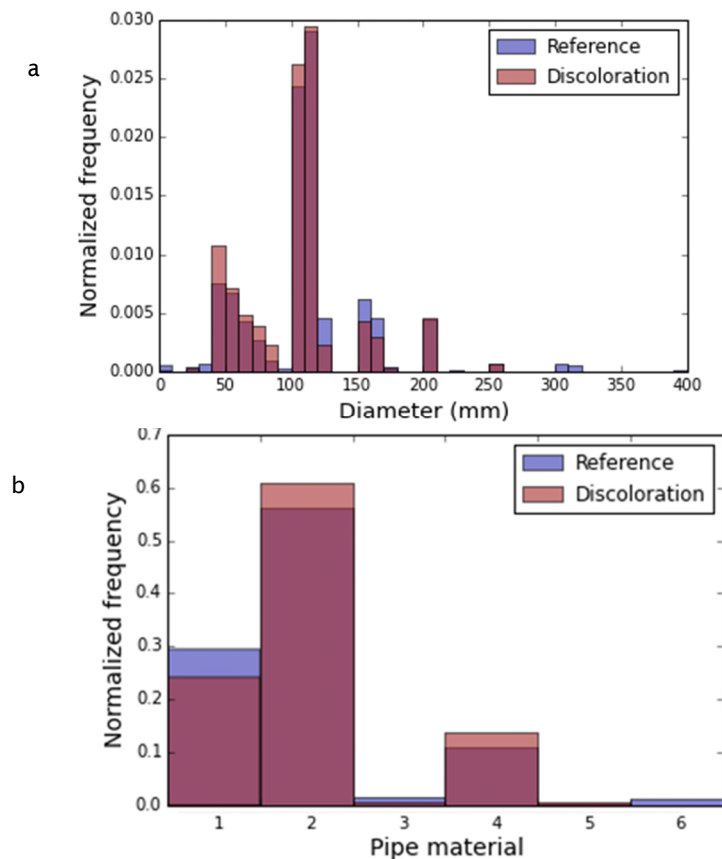 a
0.030
0.025
0.020
0.015
0.010
0.005
0.000
Normalized frequency
Reference
Discoloration
0 50 100 150 200 250 300 350 400
Diameter (mm)
b
0.7
0.6
0.5
0.4
0.3
0.2
0.1
0.0
Normalized frequency
Reference
Discoloration
1 2 3 4 5 6
Pipe material